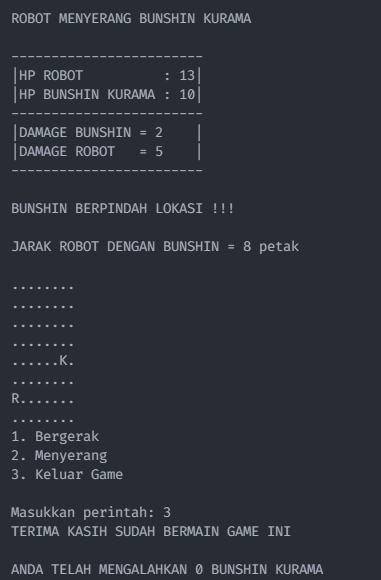 ROBOT MENYERANG BUNSHIN KURAMA
------------------------
|HP ROBOT         : 13|
|HP BUNSHIN KURAMA : 10|
------------------------
|DAMAGE BUNSHIN = 2    |
|DAMAGE ROBOT   = 5    |
------------------------
BUNSHIN BERPINDAH LOKASI !!!
JARAK ROBOT DENGAN BUNSHIN = 8 petak
........
........
........
........
......K.
........
R.......
........
1. Bergerak
2. Menyerang
3. Keluar Game
Masukkan perintah: 3
TERIMA KASIH SUDAH BERMAIN GAME INI
ANDA TELAH MENGALAHKAN 0 BUNSHIN KURAMA